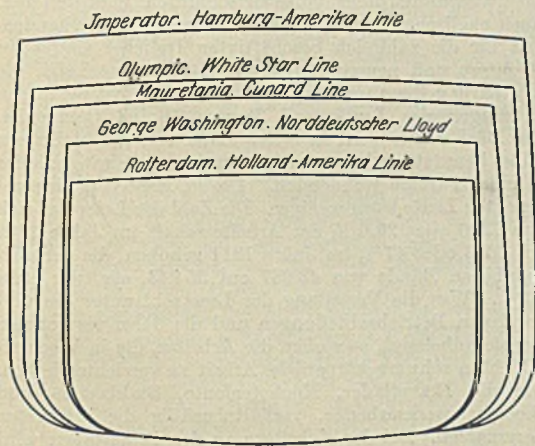 Jmperator. Hamburg-Amerika Linie
Olympic. White Star Line
Mauretania. Cunard Line
George Washington. Norddeutscher Lloyd
Rotterdam. Holland-Amerika Linie